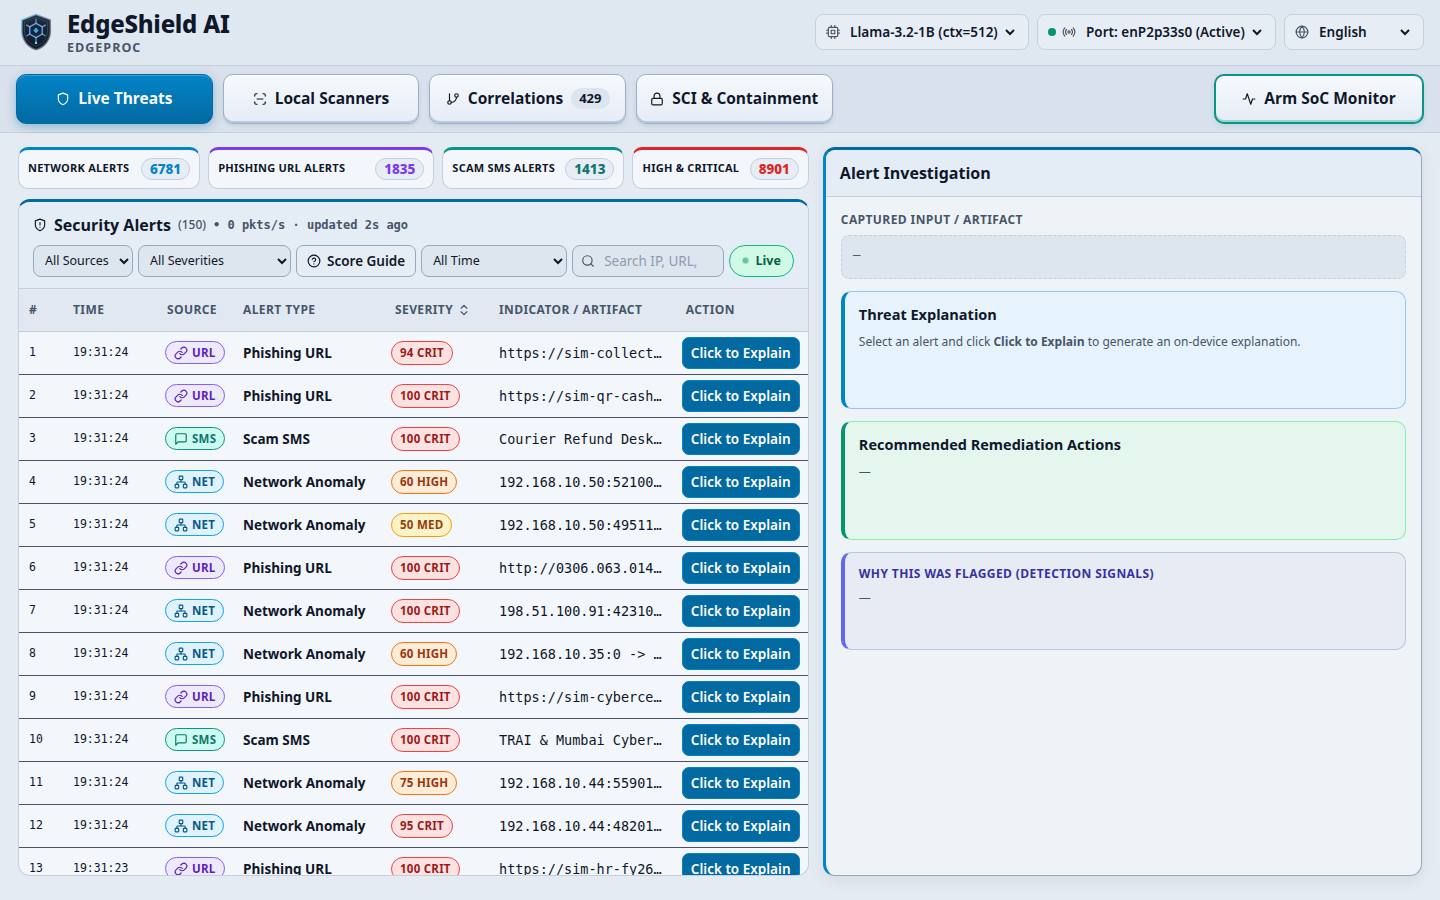 EdgeShield AI
EDGEPROC
Llama-3.2-1B (ctx=512)
Port: enP2p33s0 (Active)
English
Live Threats
Local Scanners
Correlations 429
SCI & Containment
Arm SoC Monitor
NETWORK ALERTS 6781
PHISHING URL ALERTS 1835
SCAM SMS ALERTS 1413
HIGH & CRITICAL 8901
Security Alerts (150) • 0 pkts/s · updated 2s ago
All Sources
All Severities
Score Guide
All Time
Search IP, URL,
Live
# TIME SOURCE ALERT TYPE SEVERITY INDICATOR / ARTIFACT ACTION
1 19:31:24 URL Phishing URL 94 CRIT https://sim-collect… Click to Explain
2 19:31:24 URL Phishing URL 100 CRIT https://sim-qr-cash… Click to Explain
3 19:31:24 SMS Scam SMS 100 CRIT Courier Refund Desk… Click to Explain
4 19:31:24 NET Network Anomaly 60 HIGH 192.168.10.50:52100… Click to Explain
5 19:31:24 NET Network Anomaly 50 MED 192.168.10.50:49511… Click to Explain
6 19:31:24 URL Phishing URL 100 CRIT http://0306.063.014… Click to Explain
7 19:31:24 NET Network Anomaly 100 CRIT 198.51.100.91:42310… Click to Explain
8 19:31:24 NET Network Anomaly 60 HIGH 192.168.10.35:0 -> … Click to Explain
9 19:31:24 URL Phishing URL 100 CRIT https://sim-cyberce… Click to Explain
10 19:31:24 SMS Scam SMS 100 CRIT TRAI & Mumbai Cyber… Click to Explain
11 19:31:24 NET Network Anomaly 75 HIGH 192.168.10.44:55901… Click to Explain
12 19:31:24 NET Network Anomaly 95 CRIT 192.168.10.44:48201… Click to Explain
13 19:31:23 URL Phishing URL 100 CRIT https://sim-hr-fy26… Click to Explain
Alert Investigation
CAPTURED INPUT / ARTIFACT
—
Threat Explanation
Select an alert and click Click to Explain to generate an on-device explanation.
Recommended Remediation Actions
—
WHY THIS WAS FLAGGED (DETECTION SIGNALS)
—